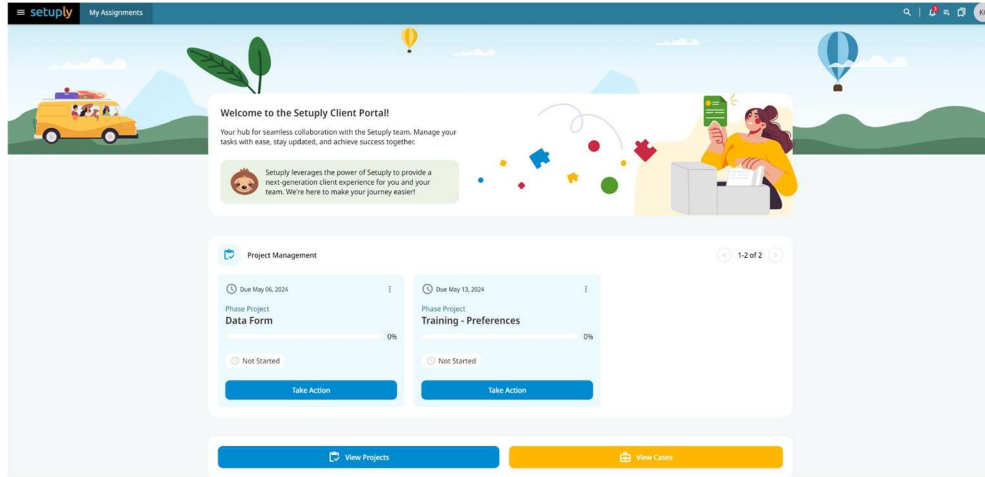 setuply
My Assignments
3
Welcome to the Setuply Client Portal!
Your hub for seamless collaboration with the Setuply team. Manage your
tasks with ease, stay updated, and achieve success together.
Setuply leverages the power of Setuply to provide a
next-generation client experience for you and your
team. We're here to make your journey easier!
Project Management
1-2 of 2
Due May 06, 2024
Phase Project
Data Form
0%
Not Started
Take Action
Due May 13, 2024
Phase Project
Training - Preferences
0%
Not Started
Take Action
View Projects
View Cases